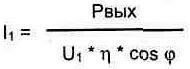 I₁ = Рвых
U₁ * η * cos φ